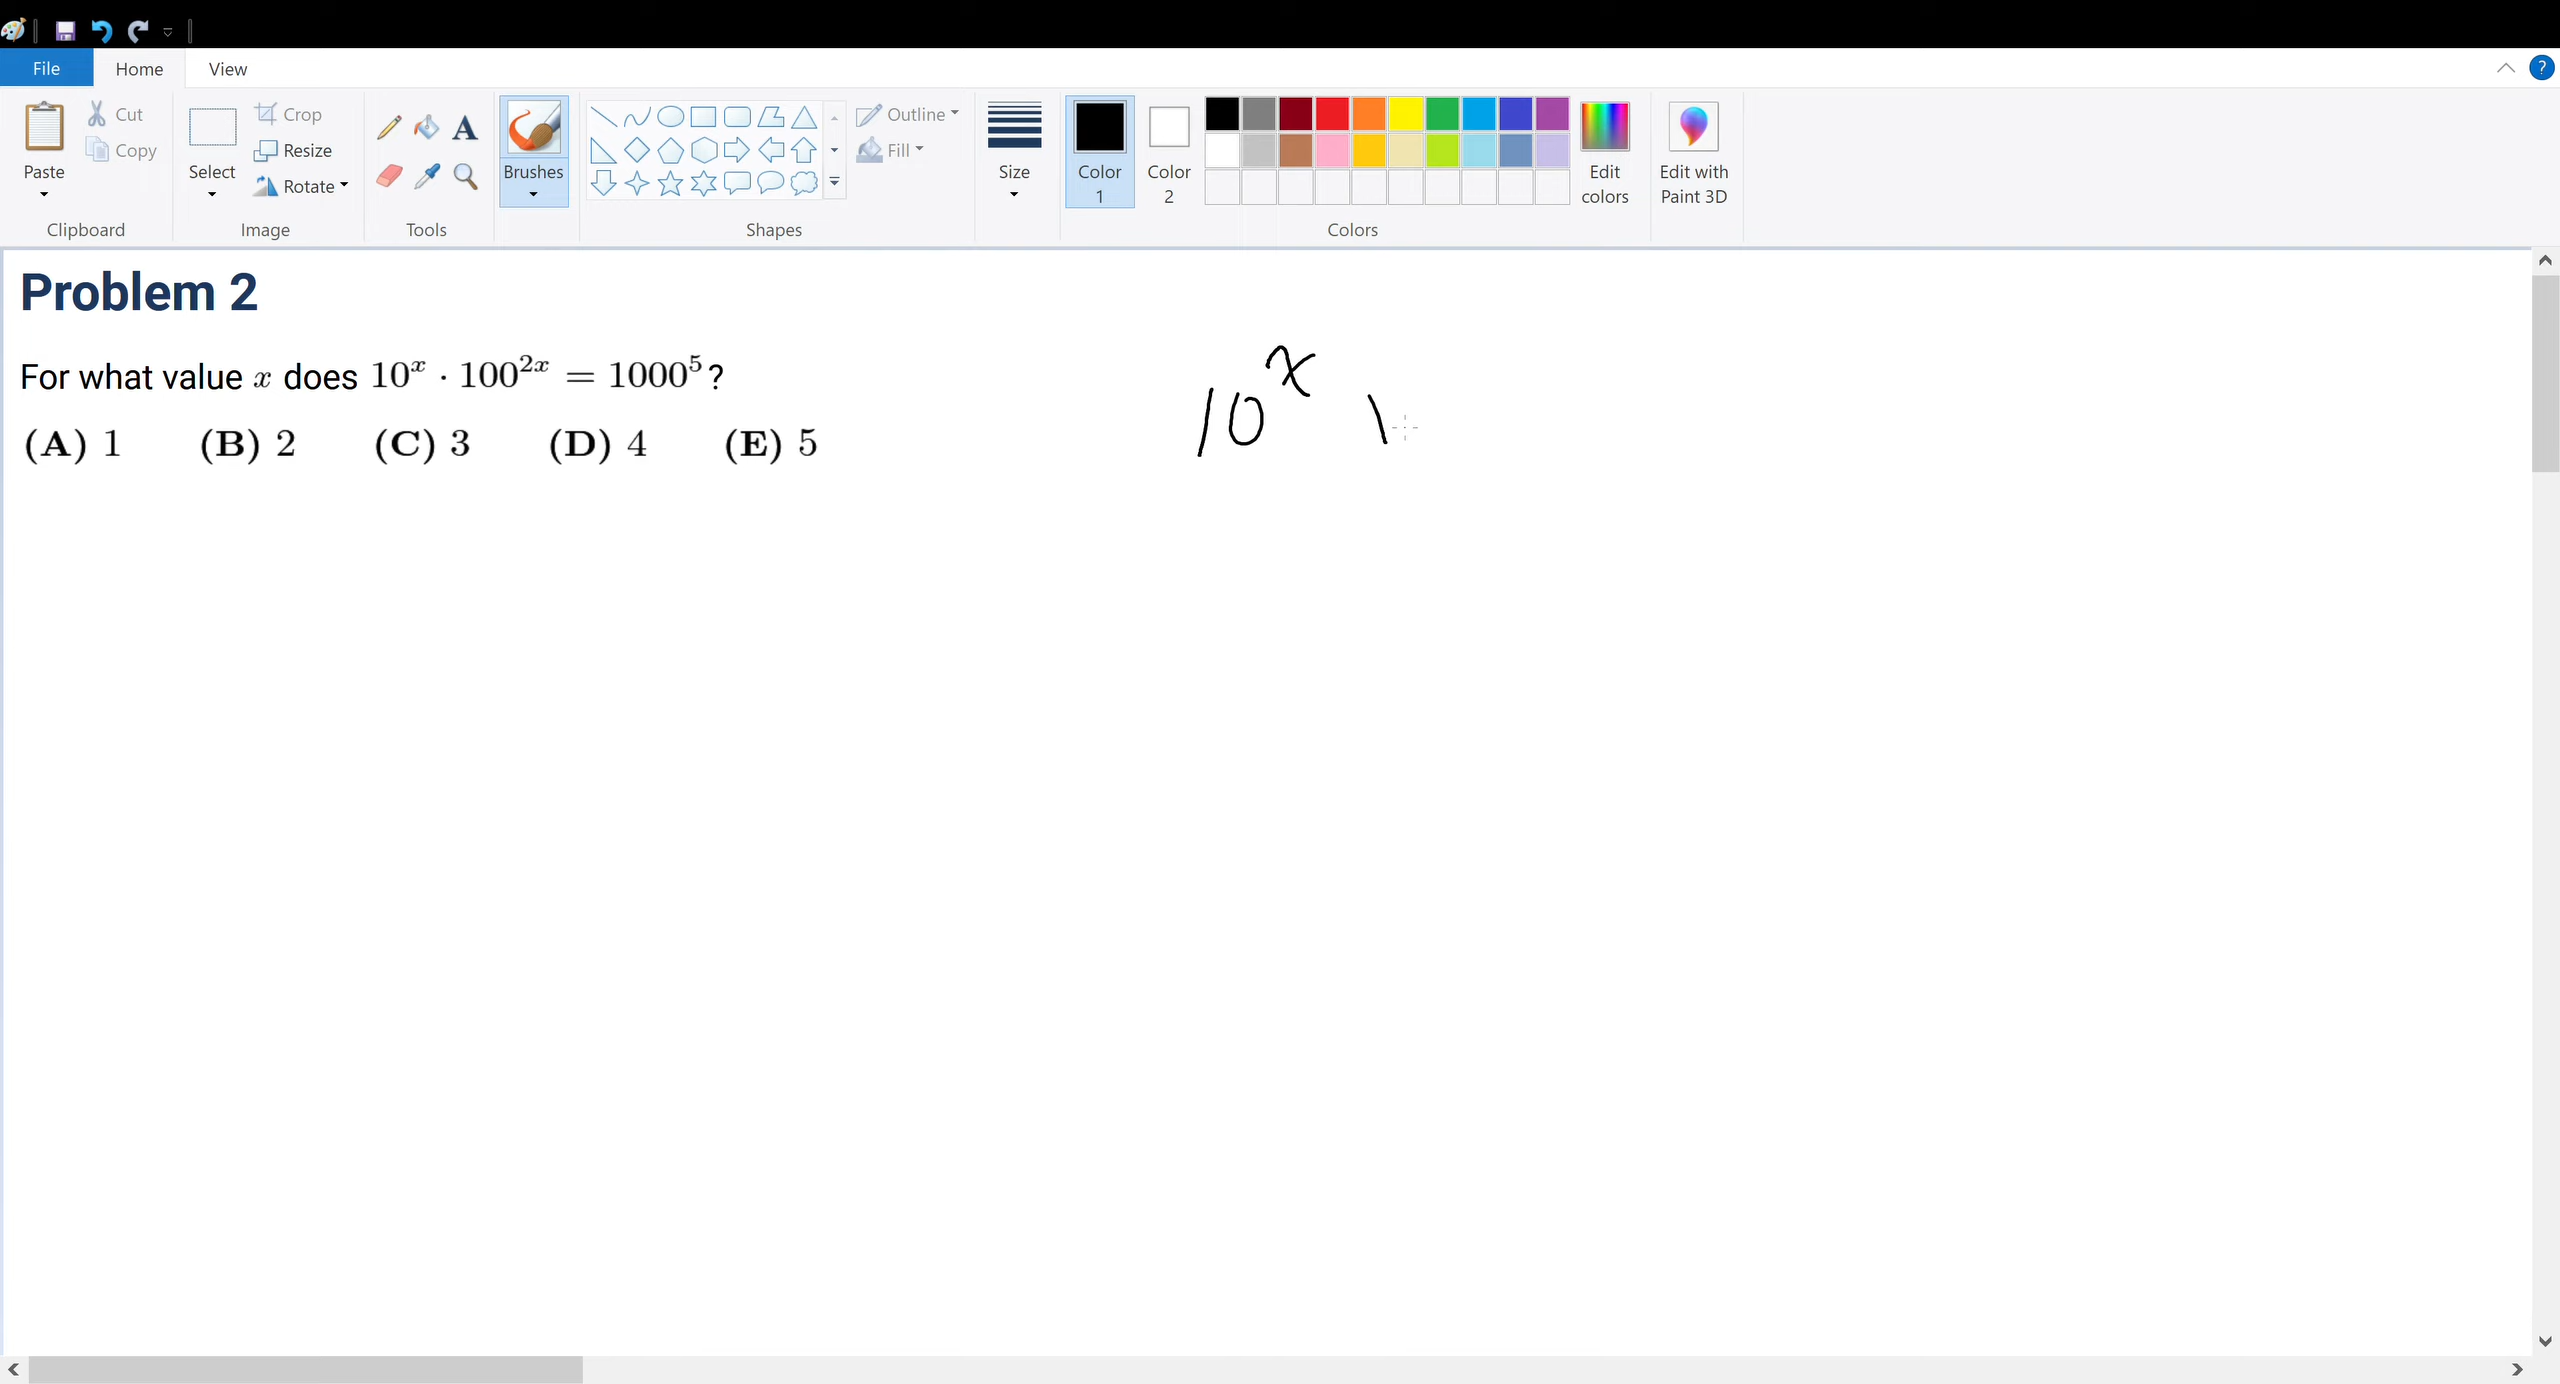 File Home View
Paste Cut Copy Clipboard
Select Crop Resize Rotate Image
Tools
Brushes
Outline Fill Shapes
Size
Color 1 Color 2 Edit colors Colors
Edit with Paint 3D
Problem 2
For what value x does 10^x · 100^{2x} = 1000^5?
(A) 1 (B) 2 (C) 3 (D) 4 (E) 5
10^x \